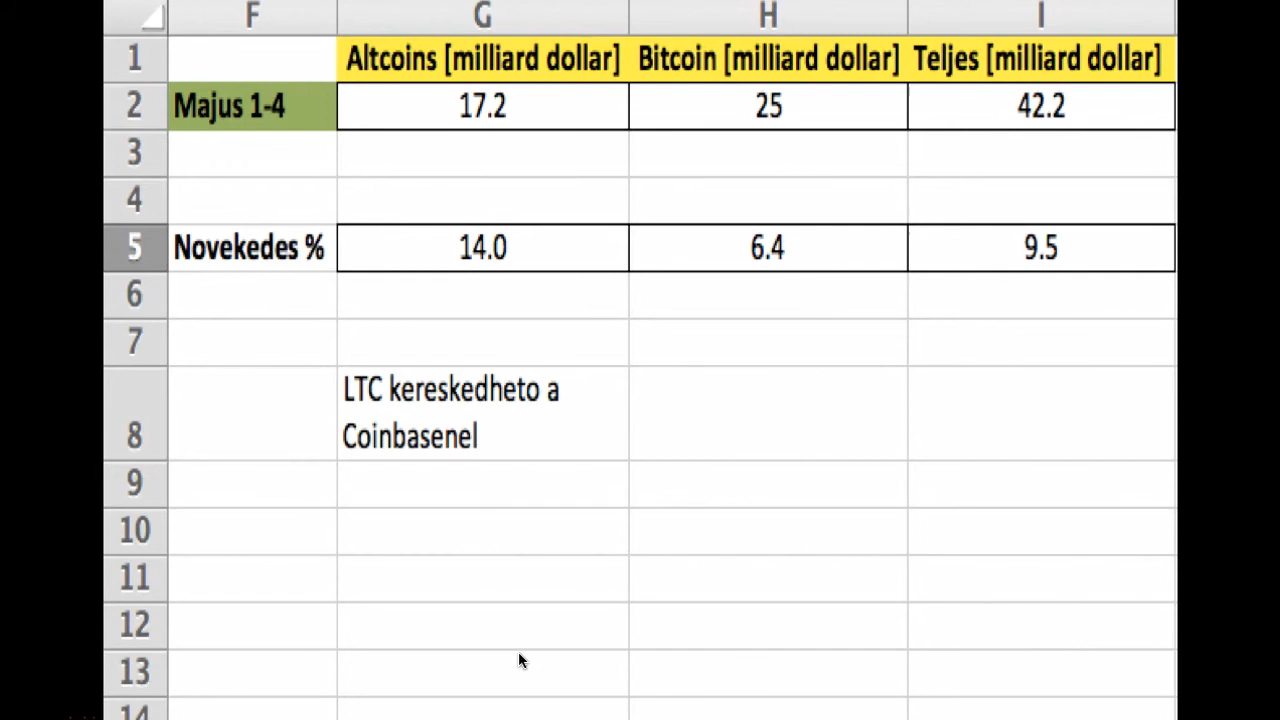 F G H I
1 Altcoins [milliard dollar] Bitcoin [milliard dollar] Teljes [milliard dollar]
2 Majus 1-4 17.2 25 42.2
3
4
5 Novekedes % 14.0 6.4 9.5
6
7
LTC kereskedheto a
8 Coinbasenel
9
10
11
12
13
14